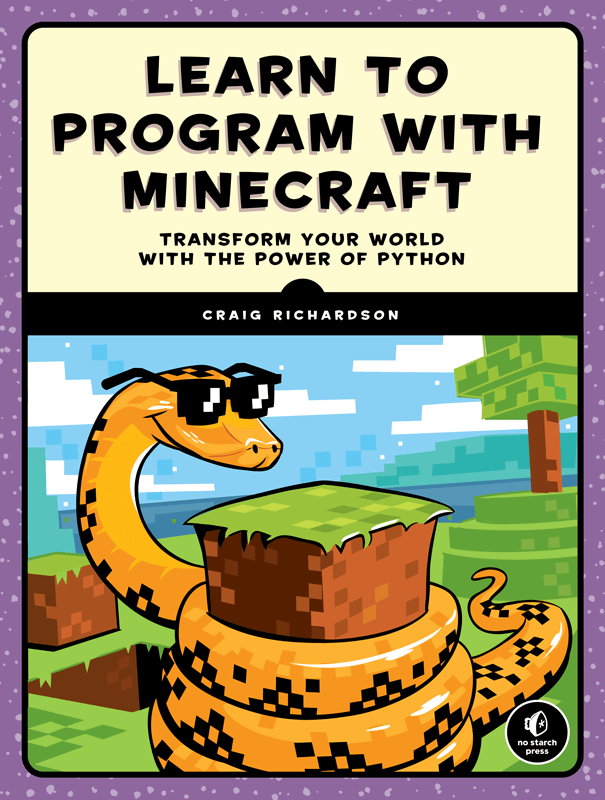 LEARN TO
PROGRAM WITH
MINECRAFT
TRANSFORM YOUR WORLD
WITH THE POWER OF PYTHON
CRAIG RICHARDSON
no starch
press